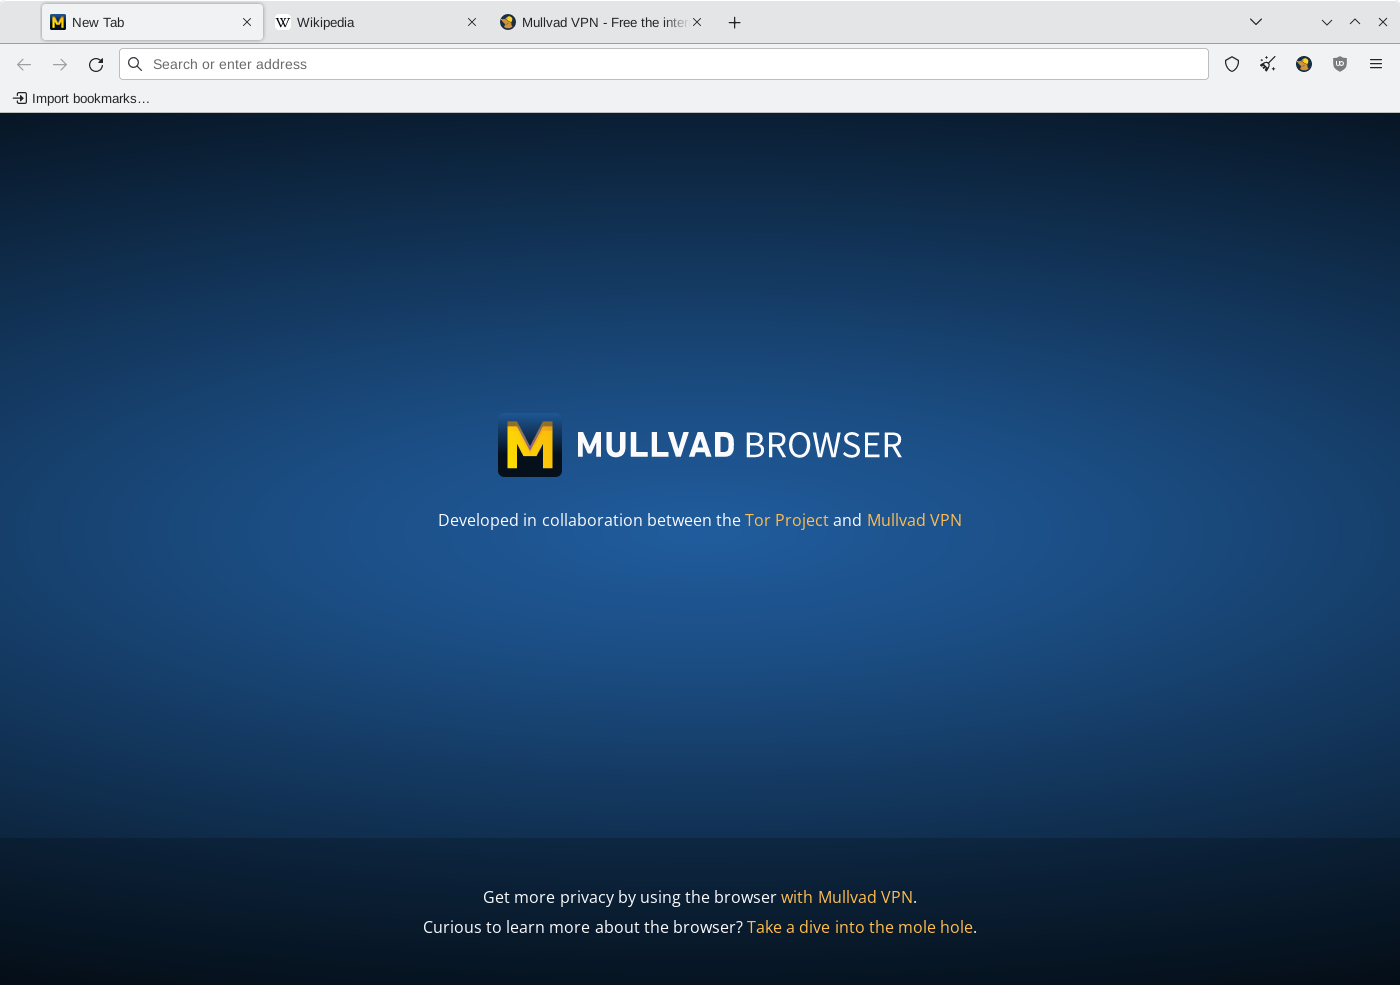 New Tab
Wikipedia
Mullvad VPN - Free the inter
Search or enter address
Import bookmarks…
MULLVAD BROWSER
Developed in collaboration between the Tor Project and Mullvad VPN
Get more privacy by using the browser with Mullvad VPN.
Curious to learn more about the browser? Take a dive into the mole hole.